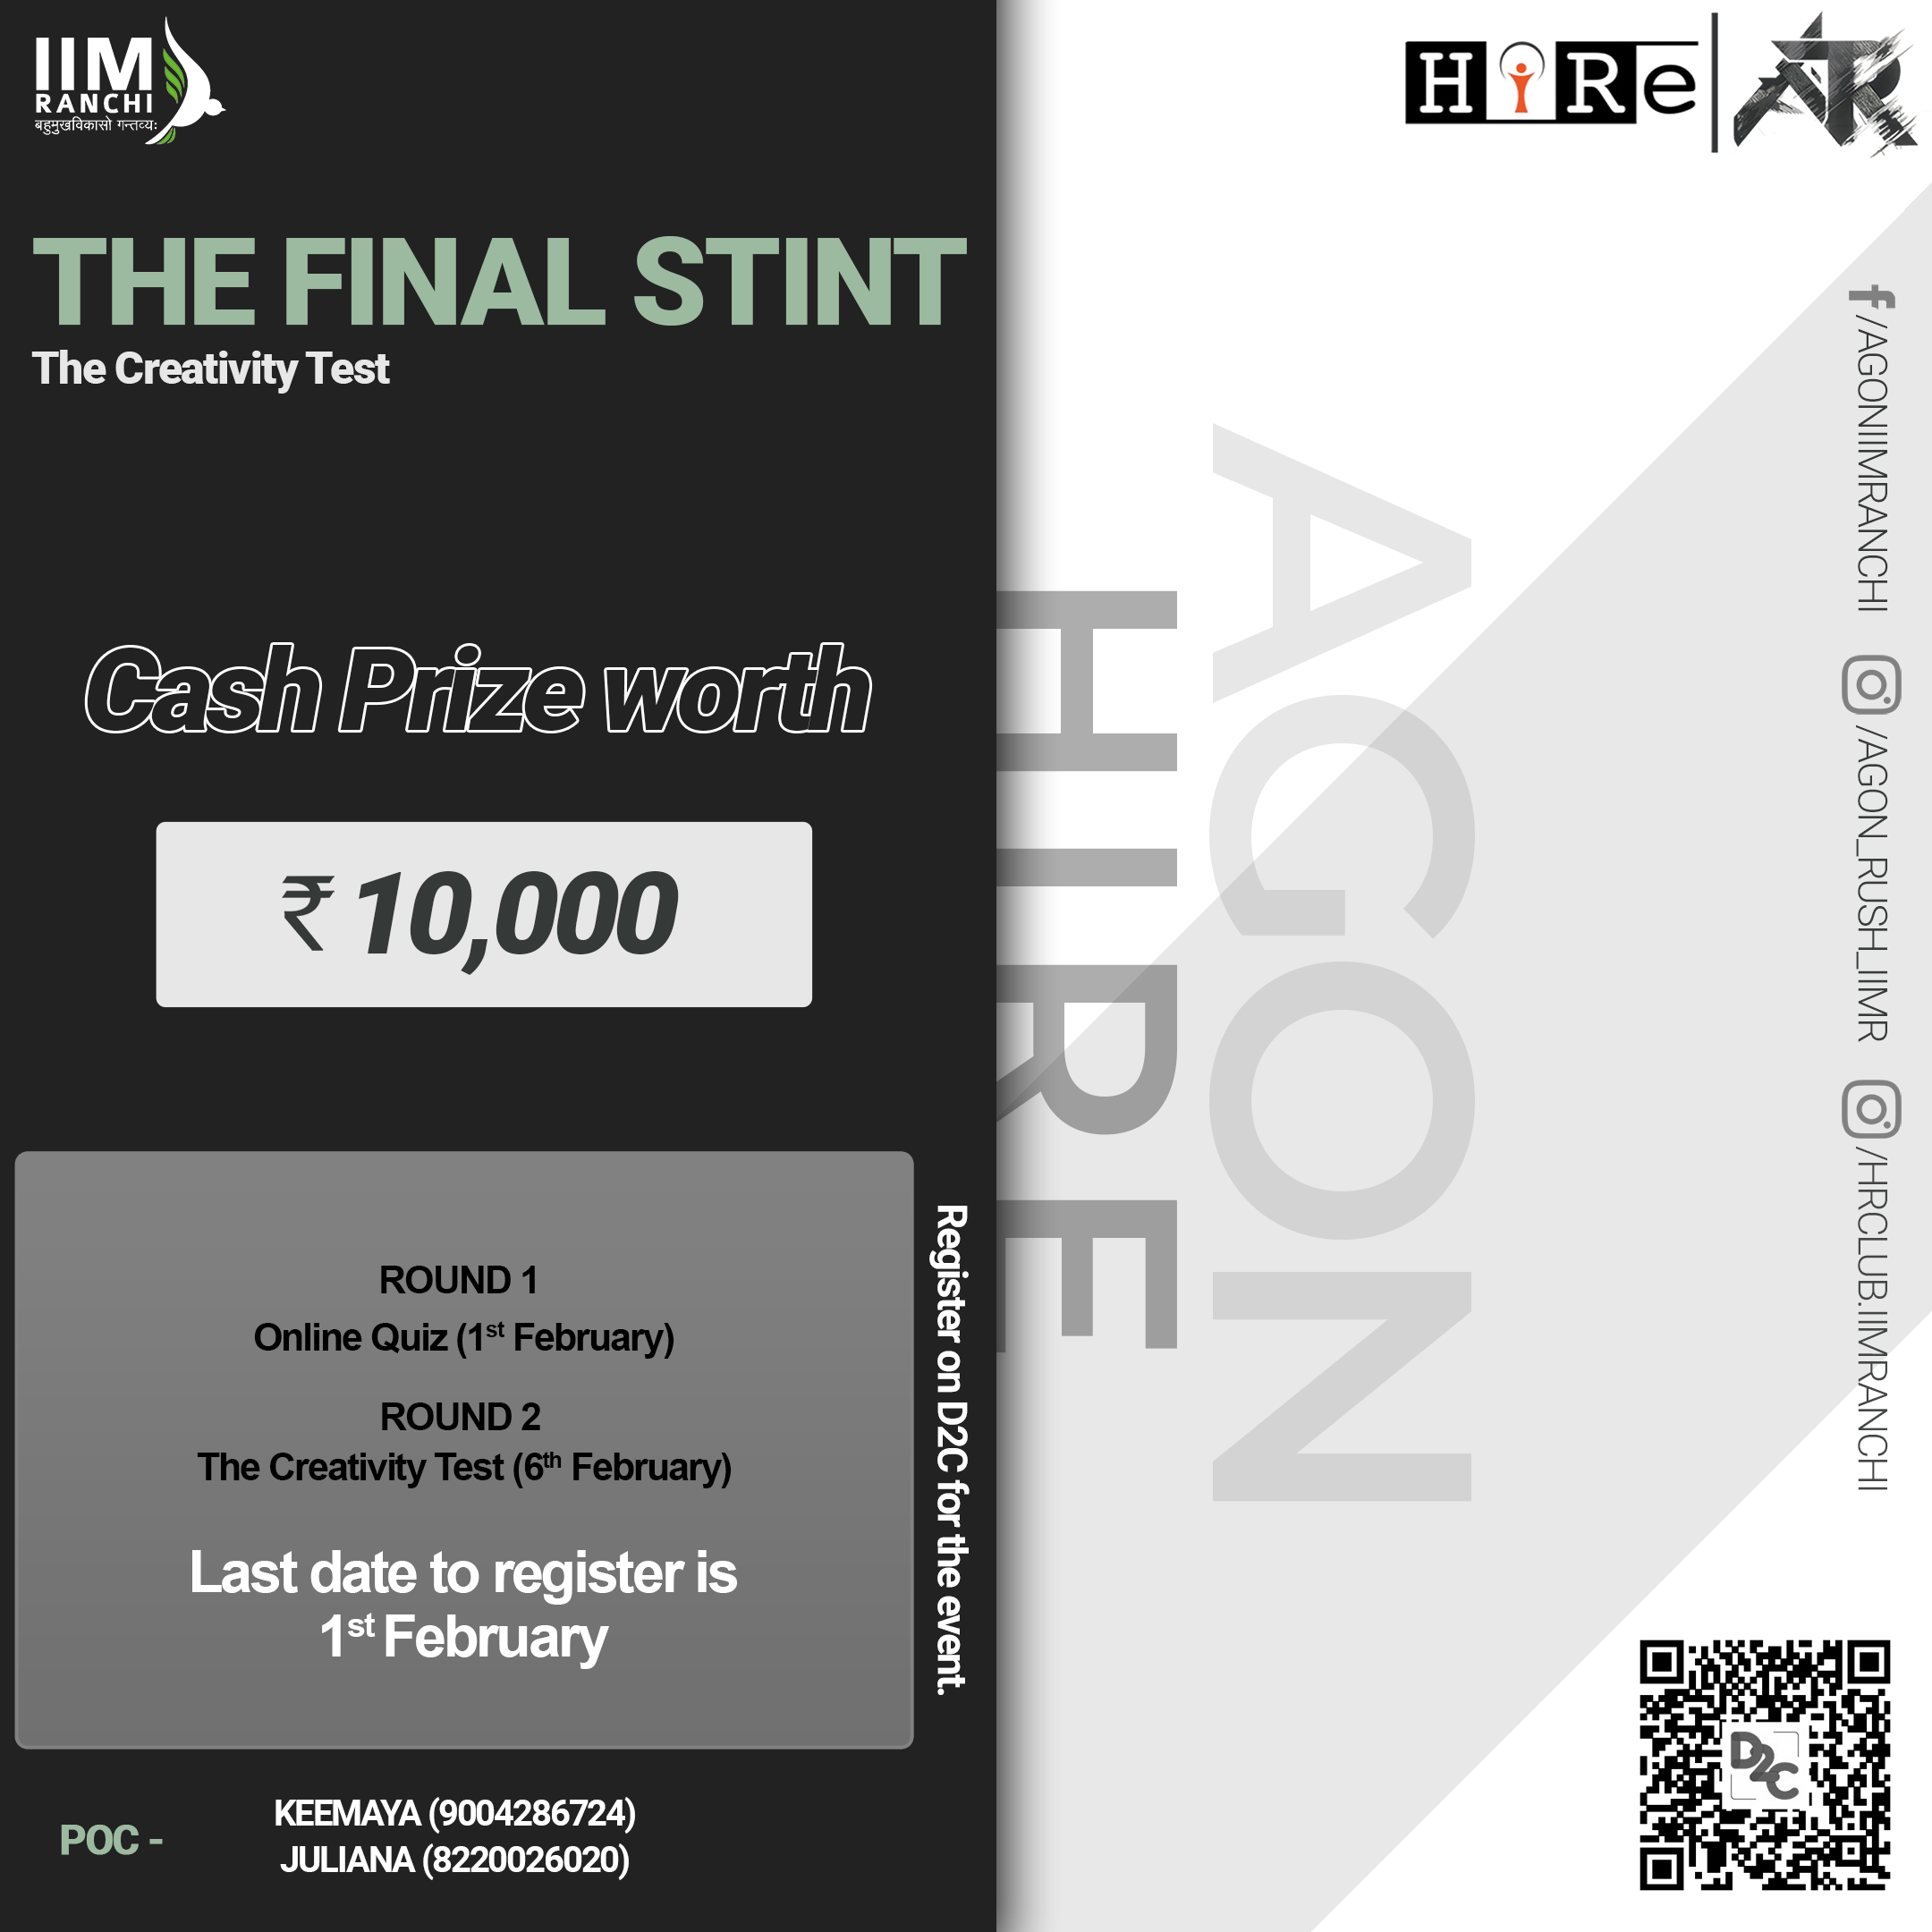 IIM
RANCHI
बहुमुखविकासो गन्तव्यः
HiRe
AR
THE FINAL STINT
The Creativity Test
Cash Prize worth
₹ 10,000
ROUND 1
Online Quiz (1st February)
ROUND 2
The Creativity Test (6th February)
Last date to register is
1st February
Register on D2C for the event.
POC -
KEEMAYA (9004286724)
JULIANA (8220026020)
HIRE
AGON
/AGONIIMRANCHI
/AGON_RUSH_IIMR
/HRCLUB.IIMRANCHI
D2C